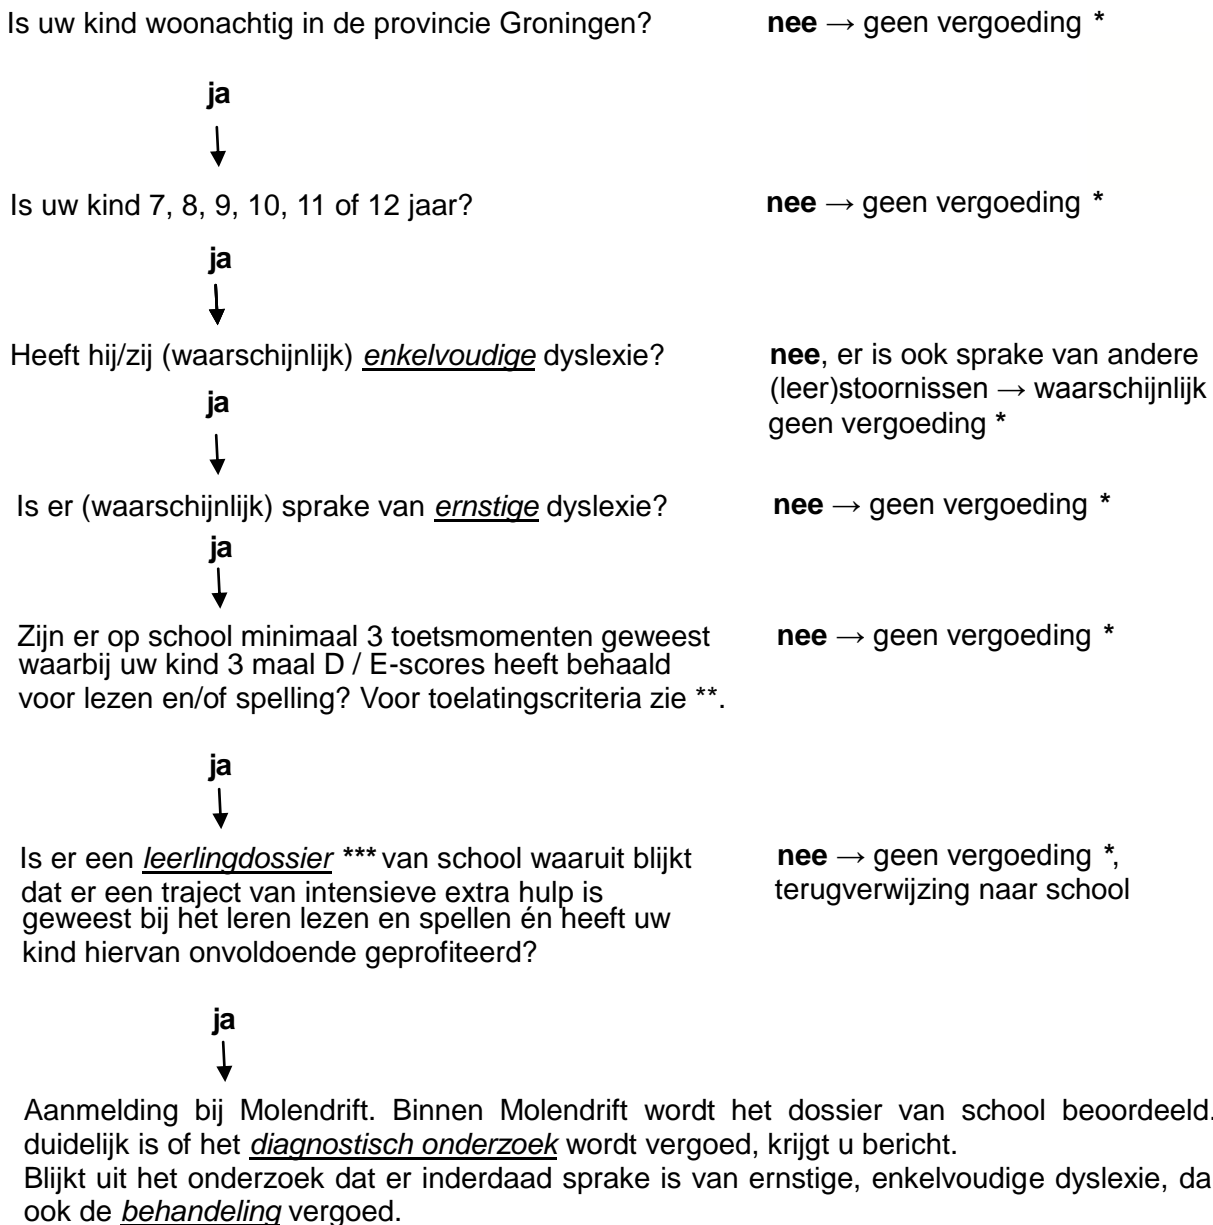 Is uw kind woonachtig in de provincie Groningen? nee → geen vergoeding *
ja
Is uw kind 7, 8, 9, 10, 11 of 12 jaar? nee → geen vergoeding *
ja
Heeft hij/zij (waarschijnlijk) enkelvoudige dyslexie?
nee, er is ook sprake van andere
(leer)stoornissen → waarschijnlijk
geen vergoeding *
ja
Is er (waarschijnlijk) sprake van ernstige dyslexie? nee → geen vergoeding *
ja
Zijn er op school minimaal 3 toetsmomenten geweest
waarbij uw kind 3 maal D / E-scores heeft behaald
voor lezen en/of spelling? Voor toelatingscriteria zie **.
nee → geen vergoeding *
ja
Is er een leerlingdossier *** van school waaruit blijkt
dat er een traject van intensieve extra hulp is
geweest bij het leren lezen en spellen én heeft uw
kind hiervan onvoldoende geprofiteerd?
nee → geen vergoeding *,
terugverwijzing naar school
ja
Aanmelding bij Molendrift. Binnen Molendrift wordt het dossier van school beoordeeld.
duidelijk is of het diagnostisch onderzoek wordt vergoed, krijgt u bericht.
Blijkt uit het onderzoek dat er inderdaad sprake is van ernstige, enkelvoudige dyslexie, da
ook de behandeling vergoed.